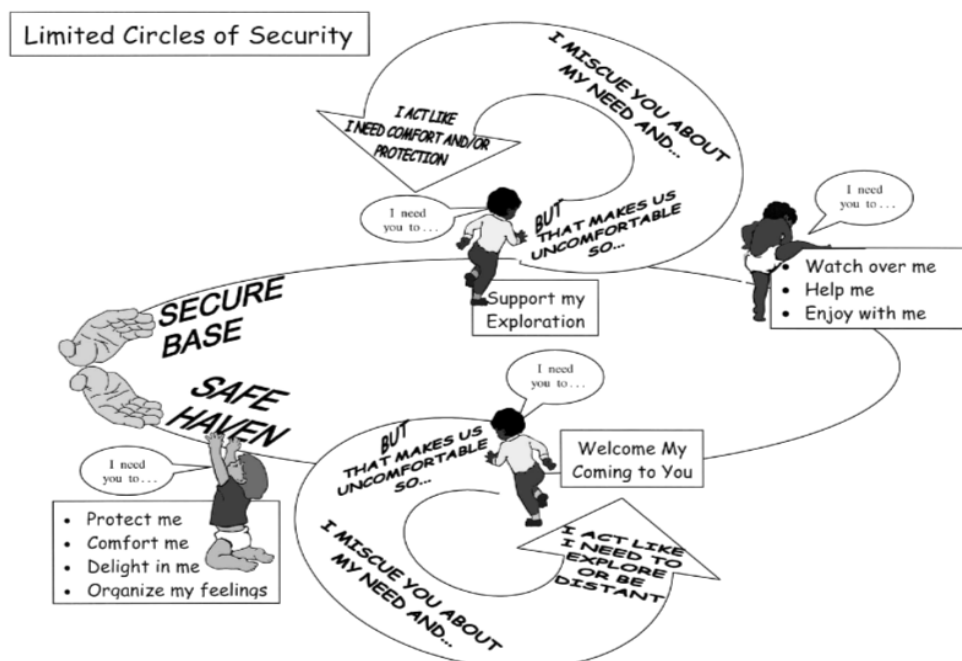 Limited Circles of Security
I MISCUE YOU ABOUT
MY NEED AND...
I ACT LIKE
I NEED COMFORT AND/OR
PROTECTION
I need
you to . . .
BUT
THAT MAKES US
UNCOMFORTABLE
SO...
I need
you to . . .
• Watch over me
• Help me
• Enjoy with me
Support my
Exploration
SECURE
BASE
SAFE
HAVEN
I need
you to . . .
BUT
THAT MAKES US
UNCOMFORTABLE
SO...
Welcome My
Coming to You
I need
you to . . .
• Protect me
• Comfort me
• Delight in me
• Organize my feelings
I MISCUE YOU ABOUT
MY NEED AND...
I ACT LIKE
I NEED TO
EXPLORE
OR BE
DISTANT